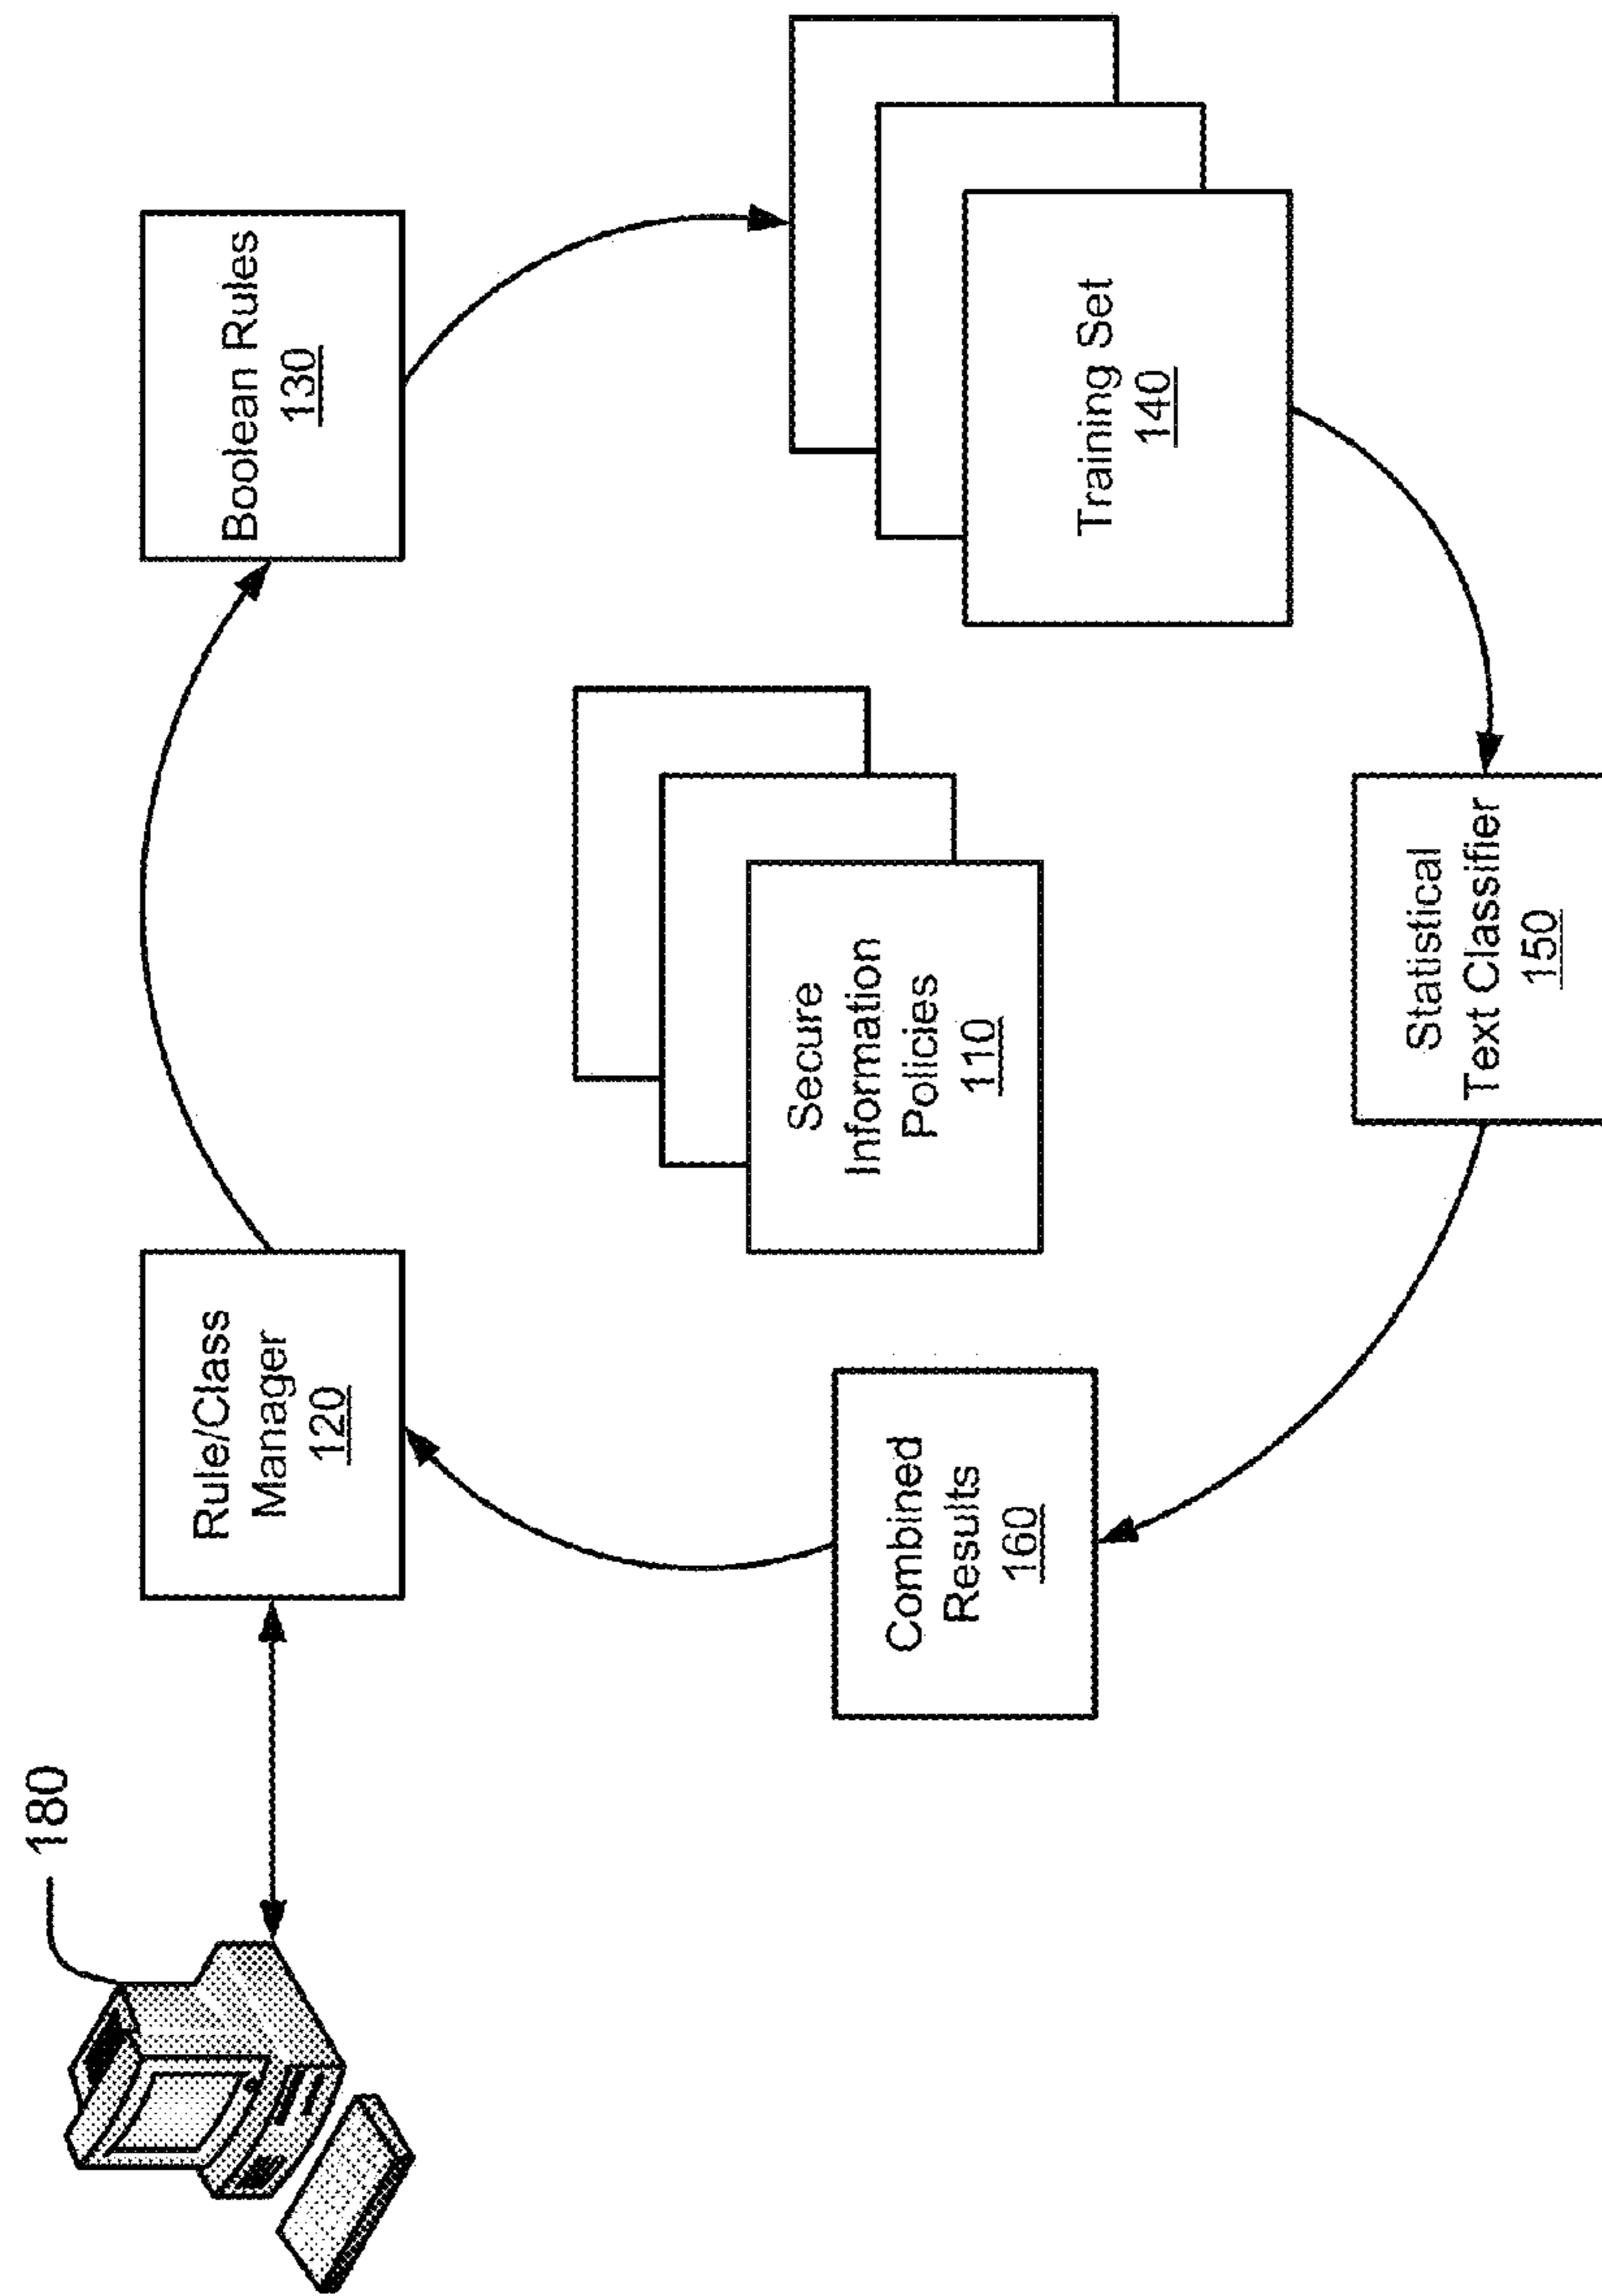 180
Rule/Class
Manager
120
Boolean Rules
130
Secure
Information
Policies
110
Training Set
140
Combined
Results
160
Statistical
Text Classifier
150